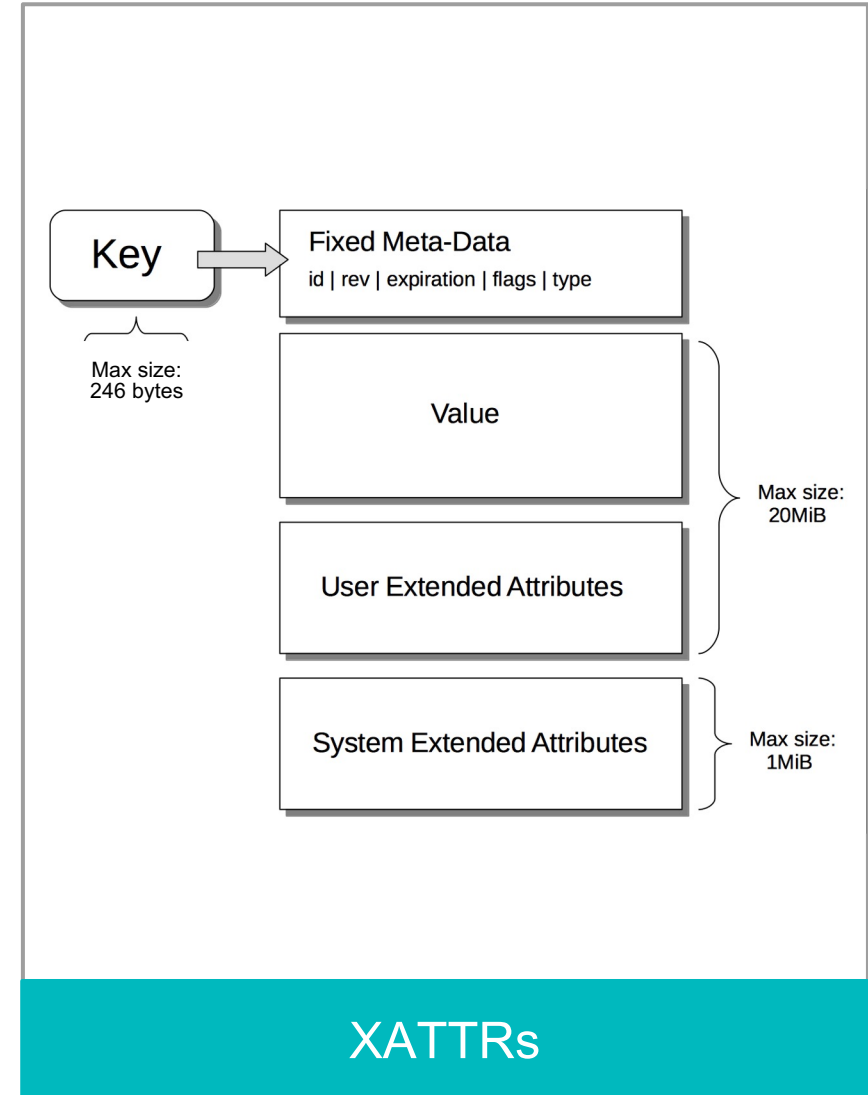 Key
Fixed Meta-Data
id | rev | expiration | flags | type
Max size:
246 bytes
Value
Max size:
20MiB
User Extended Attributes
System Extended Attributes
Max size:
1MiB
XATTRs